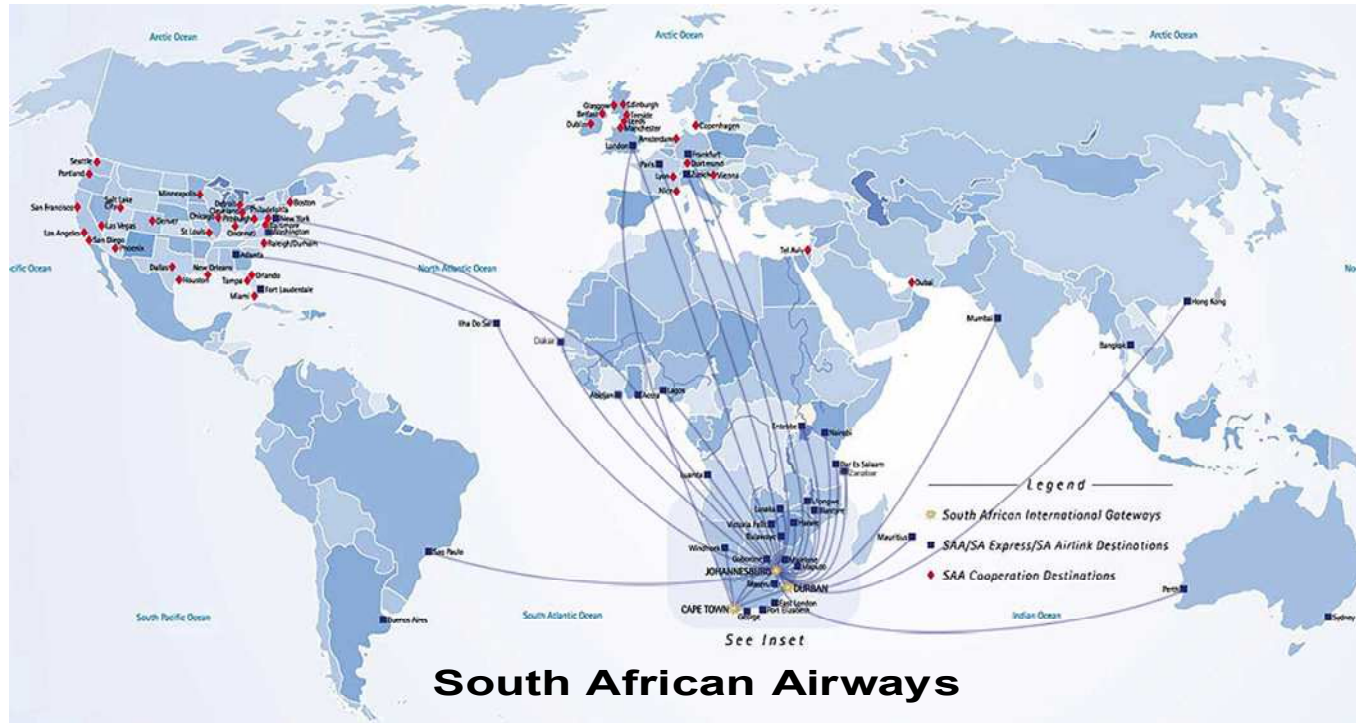 Arctic Ocean
Arctic Ocean
Arctic Ocean
Glasgow
Edinburgh
Belfast
Teeside
Leeds
Dublin
Manchester
Copenhagen
Amsterdam
London
Frankfurt
Paris
Dortmund
Zurich
Vienna
Lyon
Nice
Seattle
Portland
Minneapolis
Salt Lake
City
San Francisco
Detroit
Cleveland
Boston
Chicago
Pittsburgh
Philadelphia
New York
Denver
Las Vegas
St Louis
Cincinnati
Baltimore
Washington
Los Angeles
San Diego
Phoenix
Raleigh/Durham
Atlanta
Dallas
New Orleans
Houston
Orlando
Tampa
Fort Lauderdale
Miami
cific Ocean
North Atlantic Ocean
North
Tel Aviv
Dubai
Mumbai
Hong Kong
Bangkok
Ilha Do Sal
Dakar
Abidjan
Accra
Lagos
Entebbe
Nairobi
Dar Es Salaam
Zanzibar
Luanda
Lilongwe
Blantyre
Lusaka
Harare
Victoria Falls
Bulawayo
Windhoek
Gaborone
Maputo
Mauritius
JOHANNESBURG
Maseru
DURBAN
CAPE TOWN
East London
Port Elizabeth
George
Sao Paulo
Buenos Aires
Perth
Sydney
South Pacific Ocean
South Atlantic Ocean
Indian Ocean
Legend
South African International Gateways
SAA/SA Express/SA Airlink Destinations
SAA Cooperation Destinations
See Inset
South African Airways